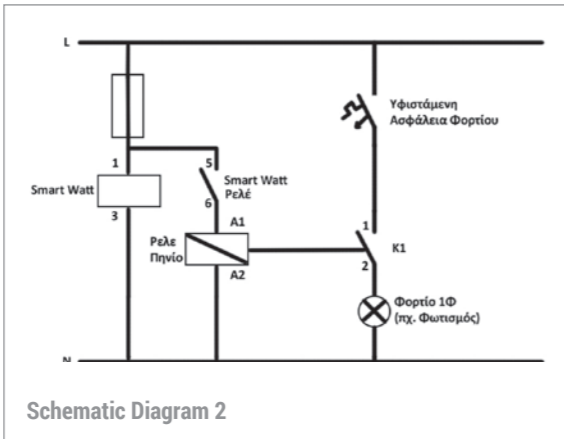 L
1
5
Smart Watt
Smart Watt
Ρελέ
3
6
A1
Ρελε
Πηνίο
A2
Υφιστάμενη
Ασφάλεια Φορτίου
1
K1
2
Φορτίο 1Φ
(πχ. Φωτισμός)
N
Schematic Diagram 2